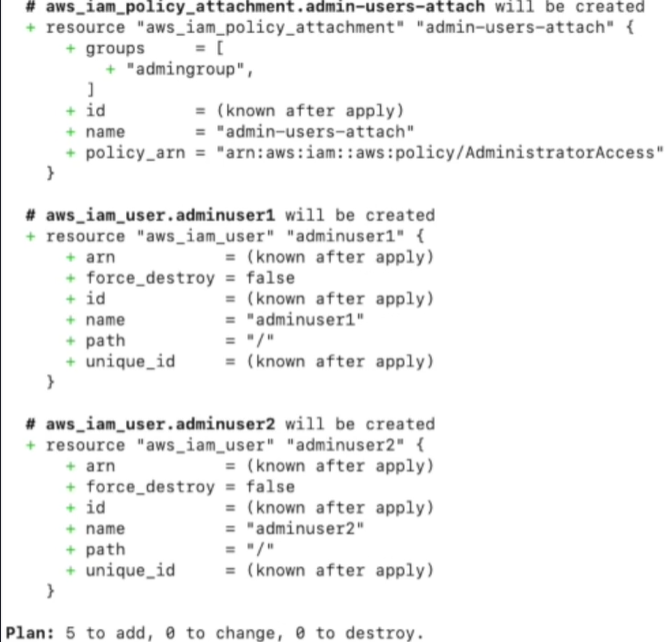 # aws_iam_policy_attachment.admin-users-attach will be created
+ resource "aws_iam_policy_attachment" "admin-users-attach" {
+ groups = [
+ "admingroup",
]
+ id = (known after apply)
+ name = "admin-users-attach"
+ policy_arn = "arn:aws:iam::aws:policy/AdministratorAccess"
}
# aws_iam_user.adminuser1 will be created
+ resource "aws_iam_user" "adminuser1" {
+ arn = (known after apply)
+ force_destroy = false
+ id = (known after apply)
+ name = "adminuser1"
+ path = "/"
+ unique_id = (known after apply)
}
# aws_iam_user.adminuser2 will be created
+ resource "aws_iam_user" "adminuser2" {
+ arn = (known after apply)
+ force_destroy = false
+ id = (known after apply)
+ name = "adminuser2"
+ path = "/"
+ unique_id = (known after apply)
}
Plan: 5 to add, 0 to change, 0 to destroy.